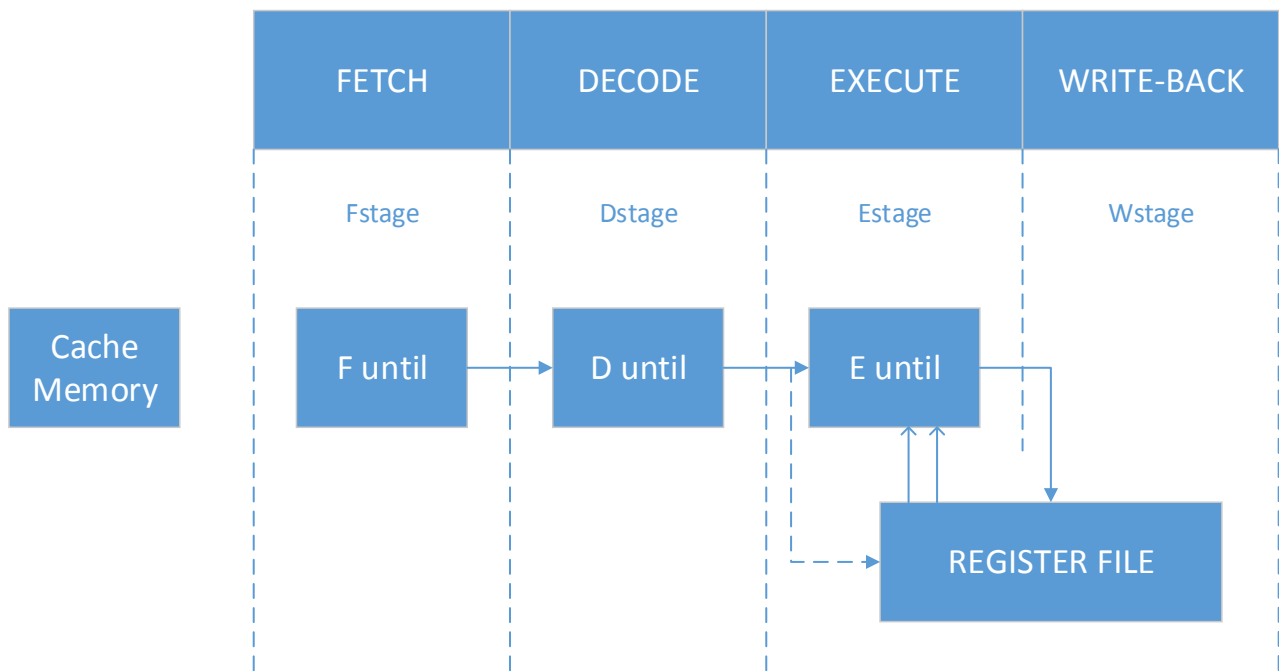 FETCH
DECODE
EXECUTE
WRITE-BACK
Fstage
Dstage
Estage
Wstage
Cache
Memory
F until
D until
E until
REGISTER FILE